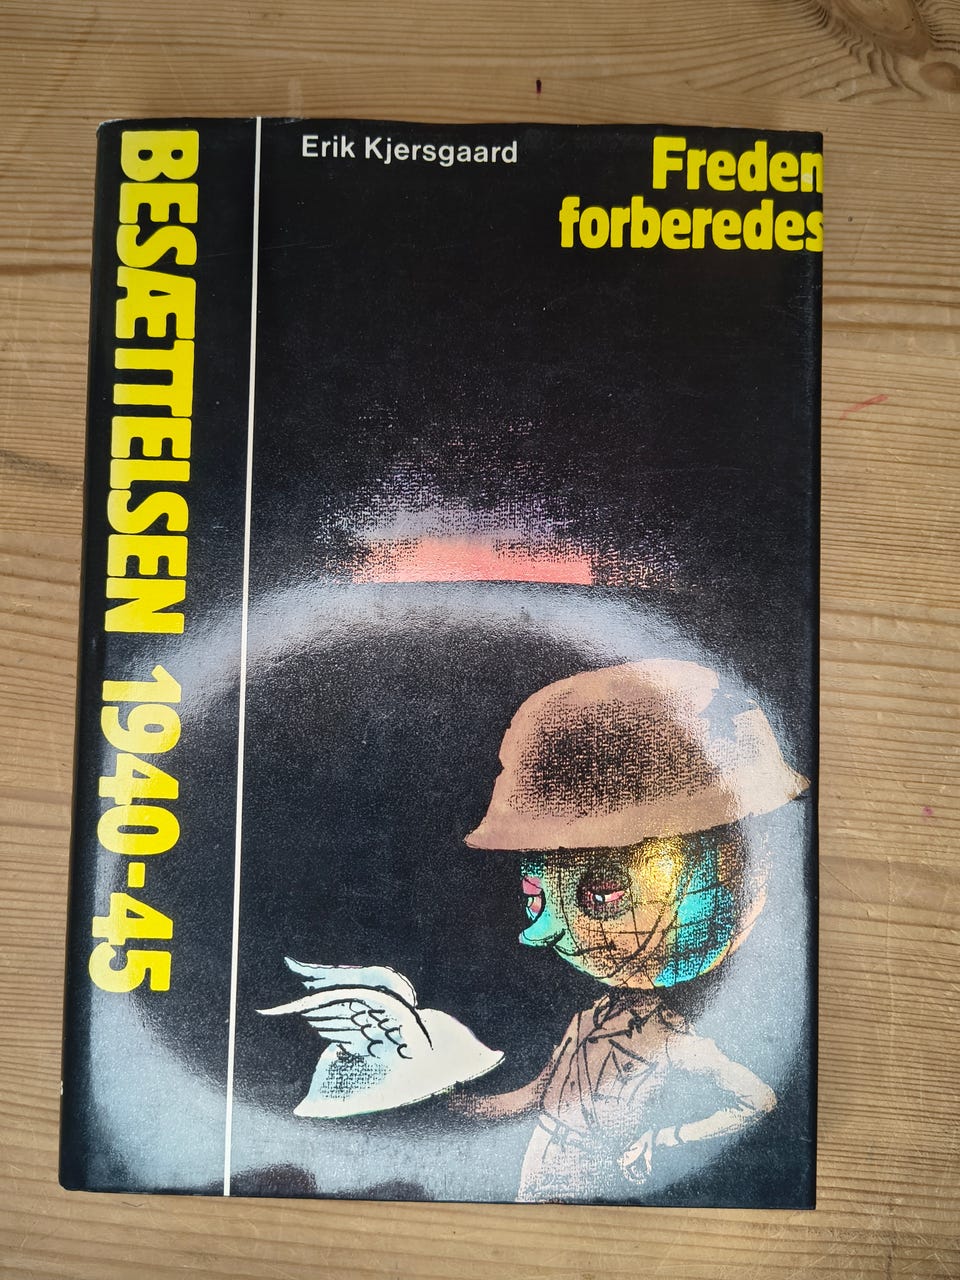 Erik Kjersgaard
Freden
forberedes
BESÆTTELSEN 1940-45